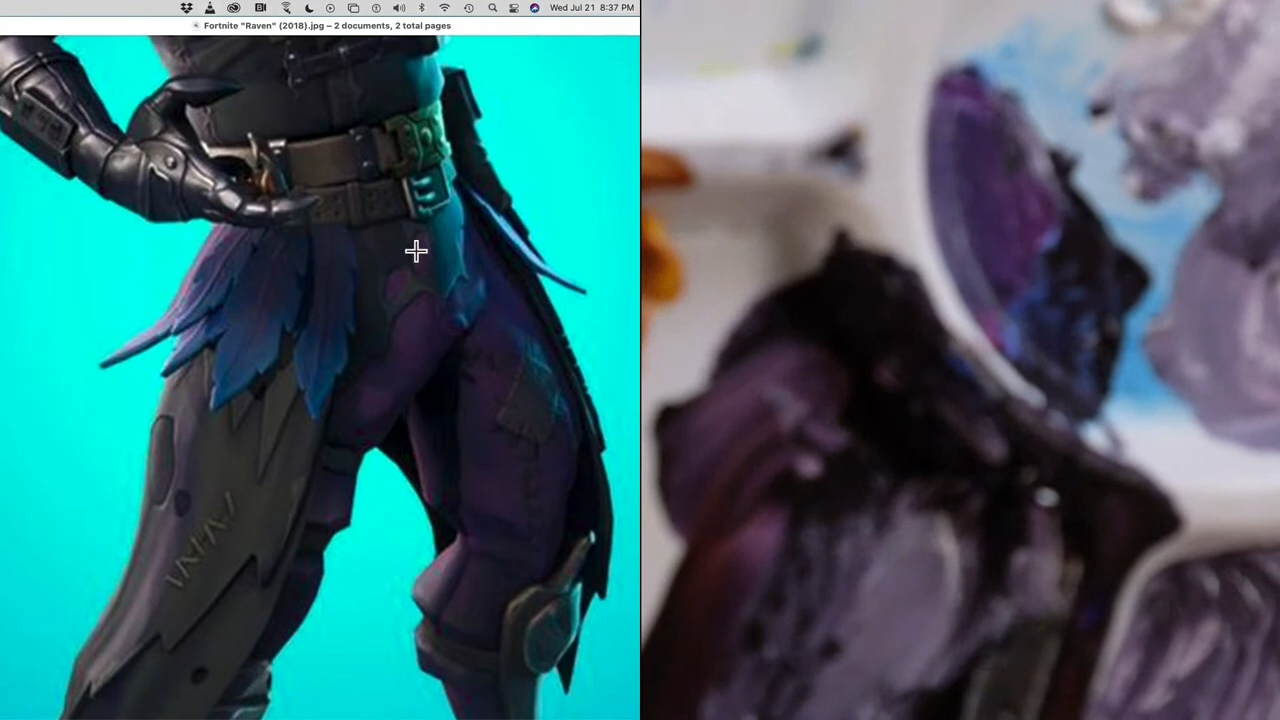 Wed Jul 21 8:37 PM
Fortnite "Raven" (2018).jpg – 2 documents, 2 total pages